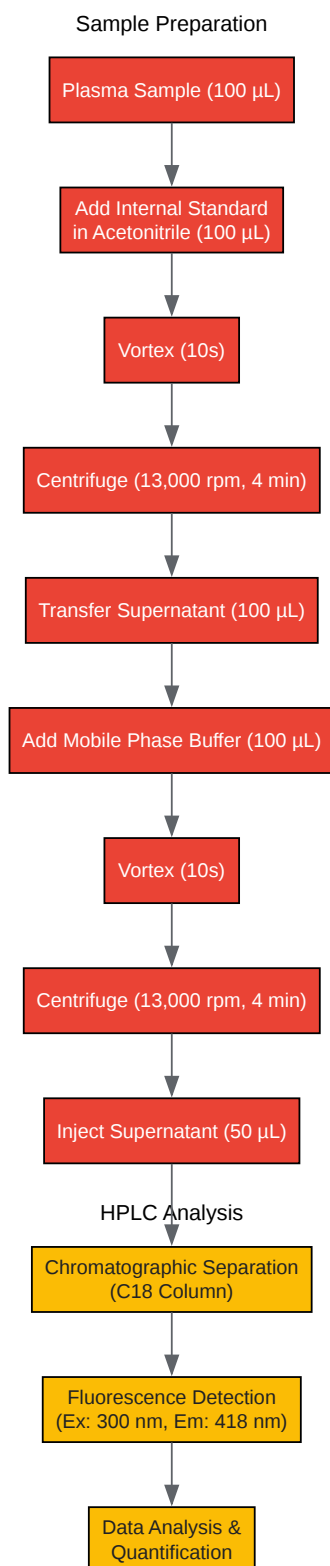 Sample Preparation
Plasma Sample (100 µL)
Add Internal Standard
in Acetonitrile (100 µL)
Vortex (10s)
Centrifuge (13,000 rpm, 4 min)
Transfer Supernatant (100 µL)
Add Mobile Phase Buffer (100 µL)
Vortex (10s)
Centrifuge (13,000 rpm, 4 min)
Inject Supernatant (50 µL)
HPLC Analysis
Chromatographic Separation
(C18 Column)
Fluorescence Detection
(Ex: 300 nm, Em: 418 nm)
Data Analysis &
Quantification